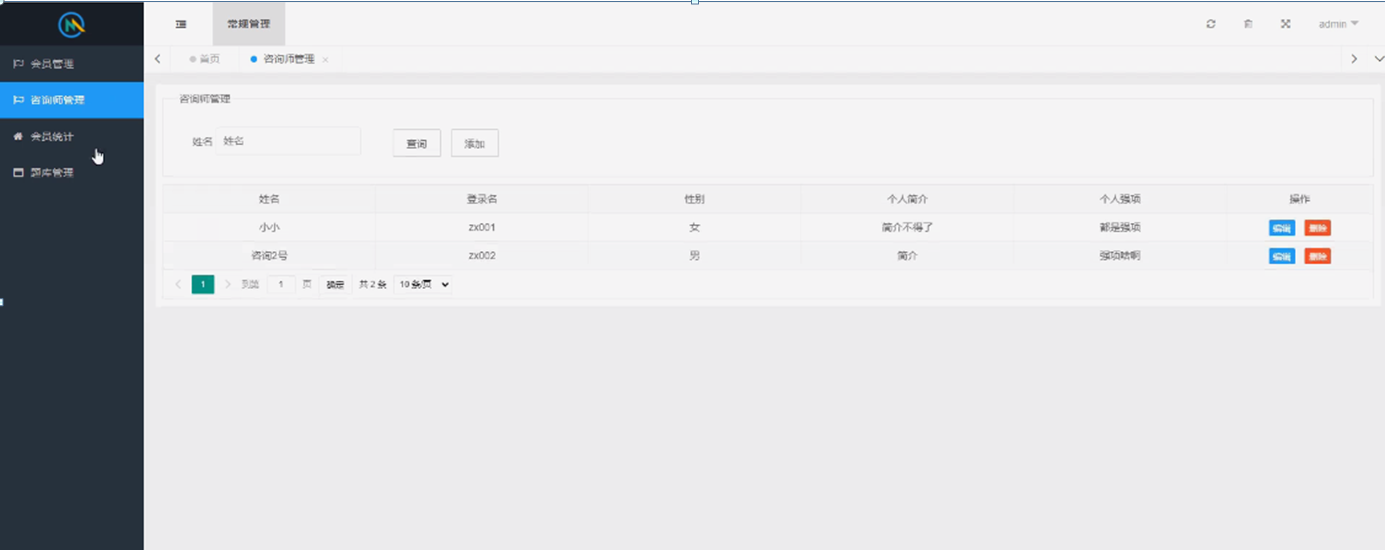 常规管理
admin
会员管理
首页
咨询师管理
咨询师管理
咨询师管理
会员统计
姓名 姓名 查询 添加
题库管理
姓名 登录名 性别 个人简介 个人强项 操作
小小 zx001 女 简介不得了 都是强项 编辑 删除
咨询2号 zx002 男 简介 强项啥啊 编辑 删除
1 到第 1 页 确定 共 2 条 10 条/页